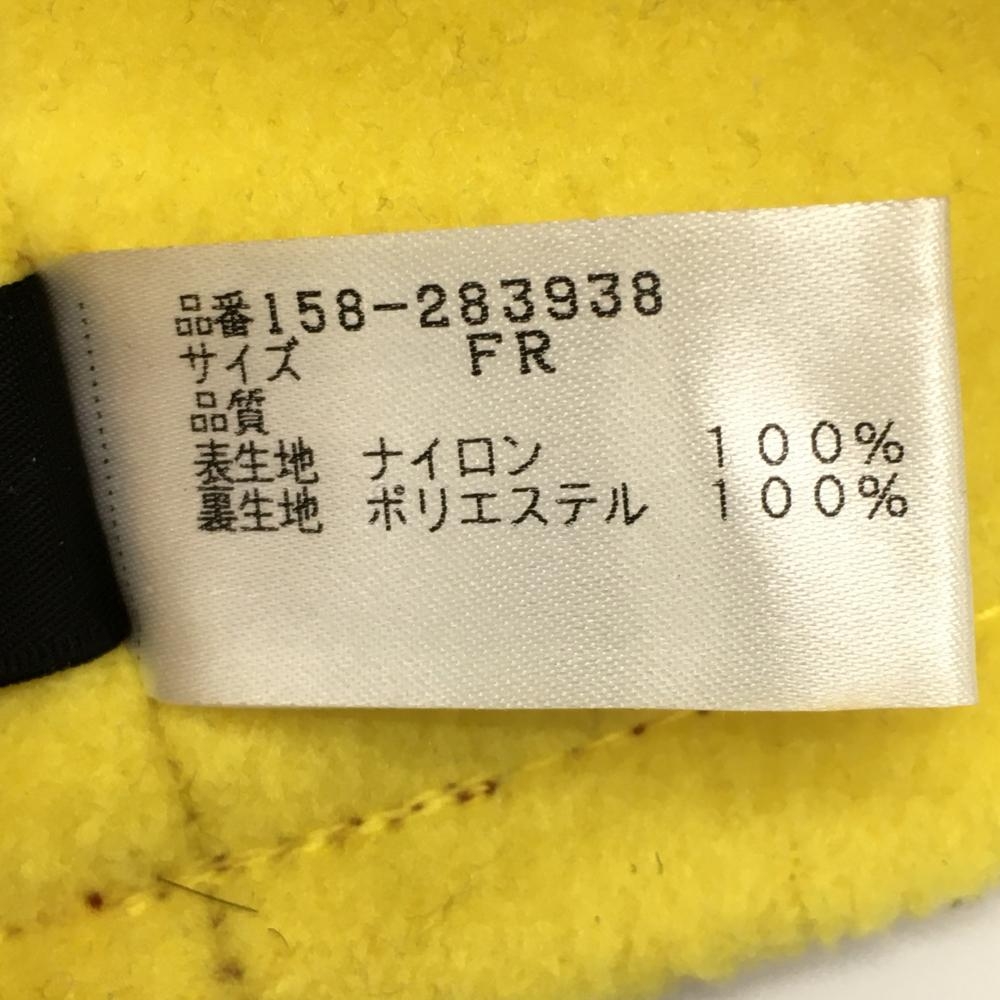 品番158-283938
サイズ FR
品質
表生地 ナイロン 100%
裏生地 ポリエステル 100%